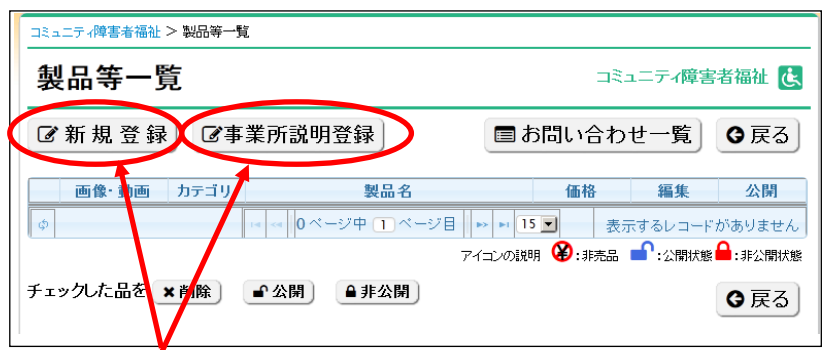 コミュニティ障害者福祉 > 製品等一覧
製品等一覧
コミュニティ障害者福祉
新規登録 事業所説明登録 お問い合わせ一覧 戻る
画像・動画 カテゴリ 製品名 価格 編集 公開
0 ページ中 1 ページ目 15 表示するレコードがありません
アイコンの説明 :非売品 :公開状態 :非公開状態
チェックした品を 削除 公開 非公開
戻る